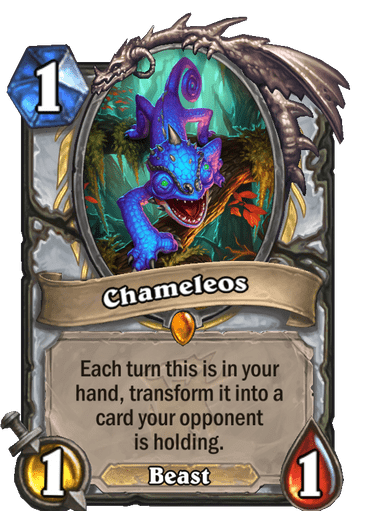 1
Chameleos
Each turn this is in your
hand, transform it into a
card your opponent
is holding.
1
Beast
1